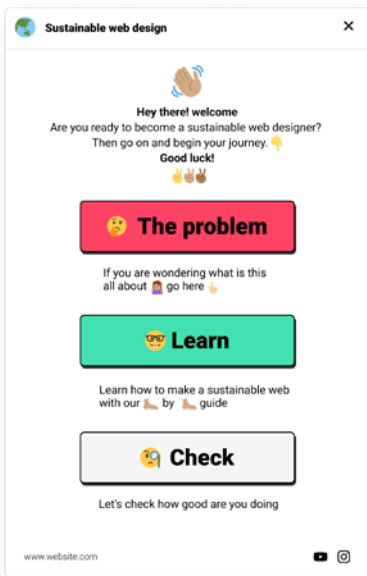 Sustainable web design
Hey there! welcome
Are you ready to become a sustainable web designer?
Then go on and begin your journey. 👇
Good luck!
🤔 The problem
If you are wondering what is this
all about 🤷🏽‍♀️ go here 👆🏼
🤓 Learn
Learn how to make a sustainable web
with our 🦶🏽 by 🦶🏽 guide
🧐 Check
Let's check how good are you doing
www.website.com